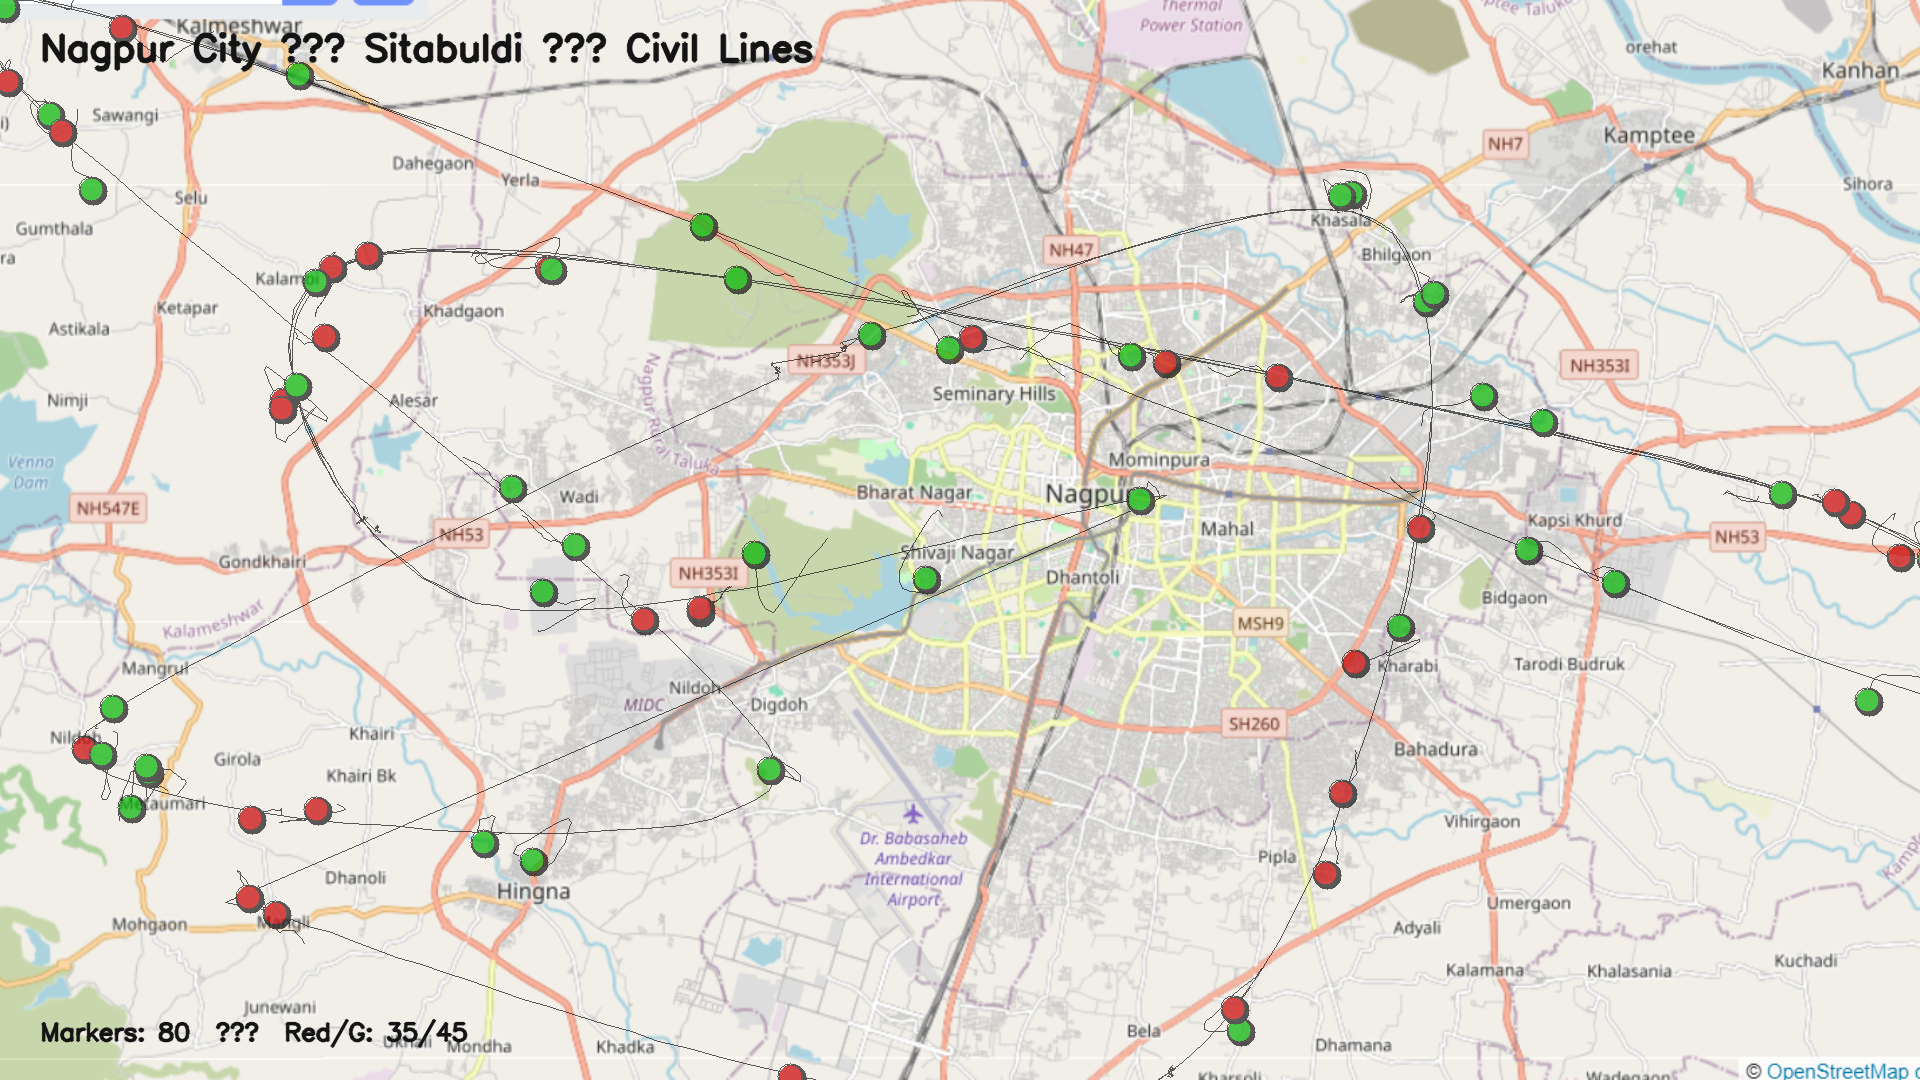 Kalmeshwar
Nagpur City ??? Sitabuldi ??? Civil Lines
Thermal
Power Station
orehat
Kanhan
Sawangi
Kamptee
NH7
Dahegaon
Yerla
Selu
Sihora
Gumthala
Khasala
NH47
Bhilgaon
Ketapar
Khadgaon
Astikala
NH353J
NH353I
Seminary Hills
Nimji
Alesar
Nagpur Rural Taluka
Mominpura
Venna
Dam
Wadi
Bharat Nagar
Nagpur
NH547E
NH53
Mahal
Kapsi Khurd
NH53
Gondkhairi
Shivaji Nagar
NH353I
Dhantoli
Bidgaon
Kalameshwar
MSH9
Mangrul
Kharabi
Tarodi Budruk
Nildoh
MIDC
Digdoh
SH260
Khairi
Bahadura
Girola
Khairi Bk
Metaumari
Vihirgaon
Dr. Babasaheb
Ambedkar
International
Airport
Pipla
Dhanoli
Hingna
Umergaon
Mohgaon
Mangli
Adyali
Kuchadi
Kalamana
Khalasania
Junewani
Markers: 80 ??? Red/G: 35/45
Mondha
Khadka
Bela
Dhamana
Kharsoli
Wadegaon
© OpenStreetMap